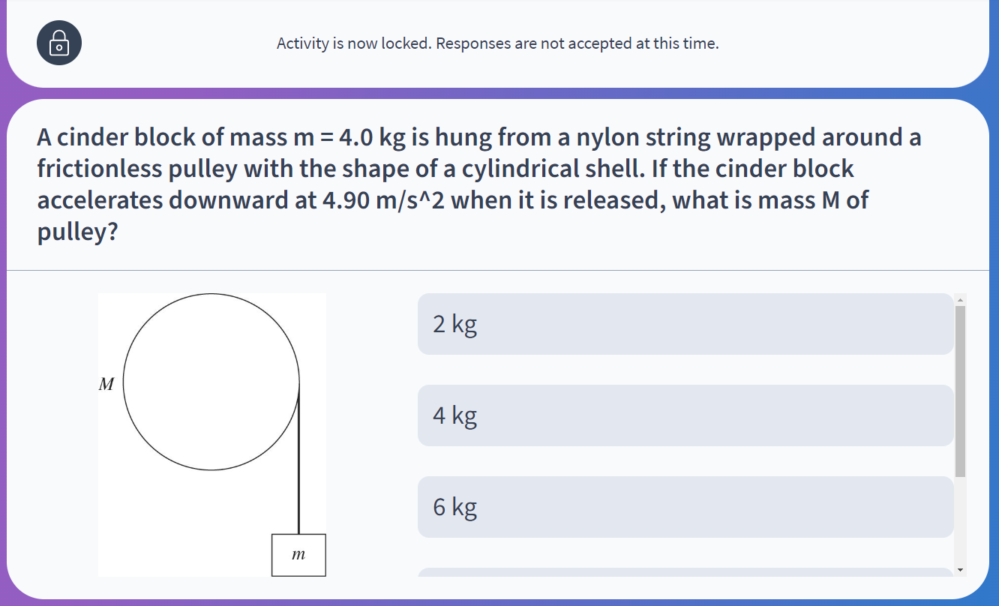 Activity is now locked. Responses are not accepted at this time.
A cinder block of mass m = 4.0 kg is hung from a nylon string wrapped around a
frictionless pulley with the shape of a cylindrical shell. If the cinder block
accelerates downward at 4.90 m/s^2 when it is released, what is mass M of
pulley?
M
m
2 kg
4 kg
6 kg